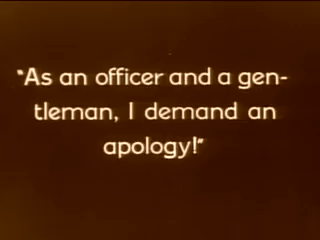 "As an officer and a gen-
tleman, I demand an
apology!"